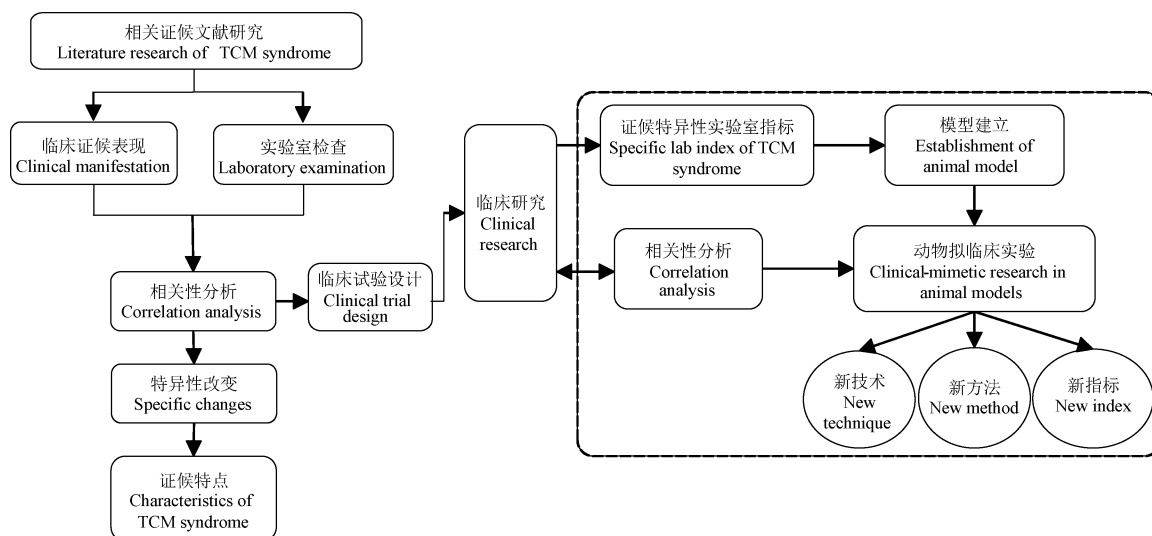 相关证候文献研究
Literature research of TCM syndrome
临床证候表现
Clinical manifestation
实验室检查
Laboratory examination
相关性分析
Correlation analysis
特异性改变
Specific changes
证候特点
Characteristics of
TCM syndrome
临床试验设计
Clinical trial
design
临床研究
Clinical
research
证候特异性实验室指标
Specific lab index of TCM
syndrome
模型建立
Establishment of
animal model
相关性分析
Correlation
analysis
动物拟临床实验
Clinical-mimetic research in
animal models
新技术
New
technique
新方法
New method
新指标
New index